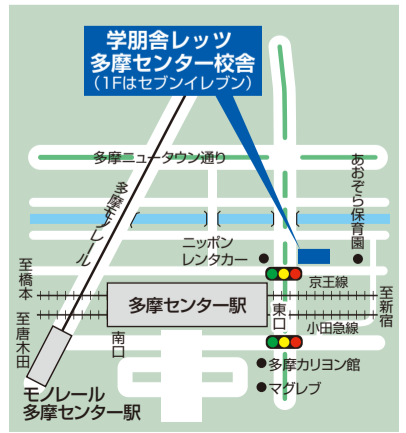 学朋舎レッツ
多摩センター校舎
(1Fはセブンイレブン)
多摩ニュータウン通り
多摩モノレール
あおぞら保育園
ニッポン
レンタカー
至橋本
至唐木田
京王線
多摩センター駅
東口
至新宿
小田急線
南口
モノレール
多摩センター駅
多摩カリヨン館
マグレブ